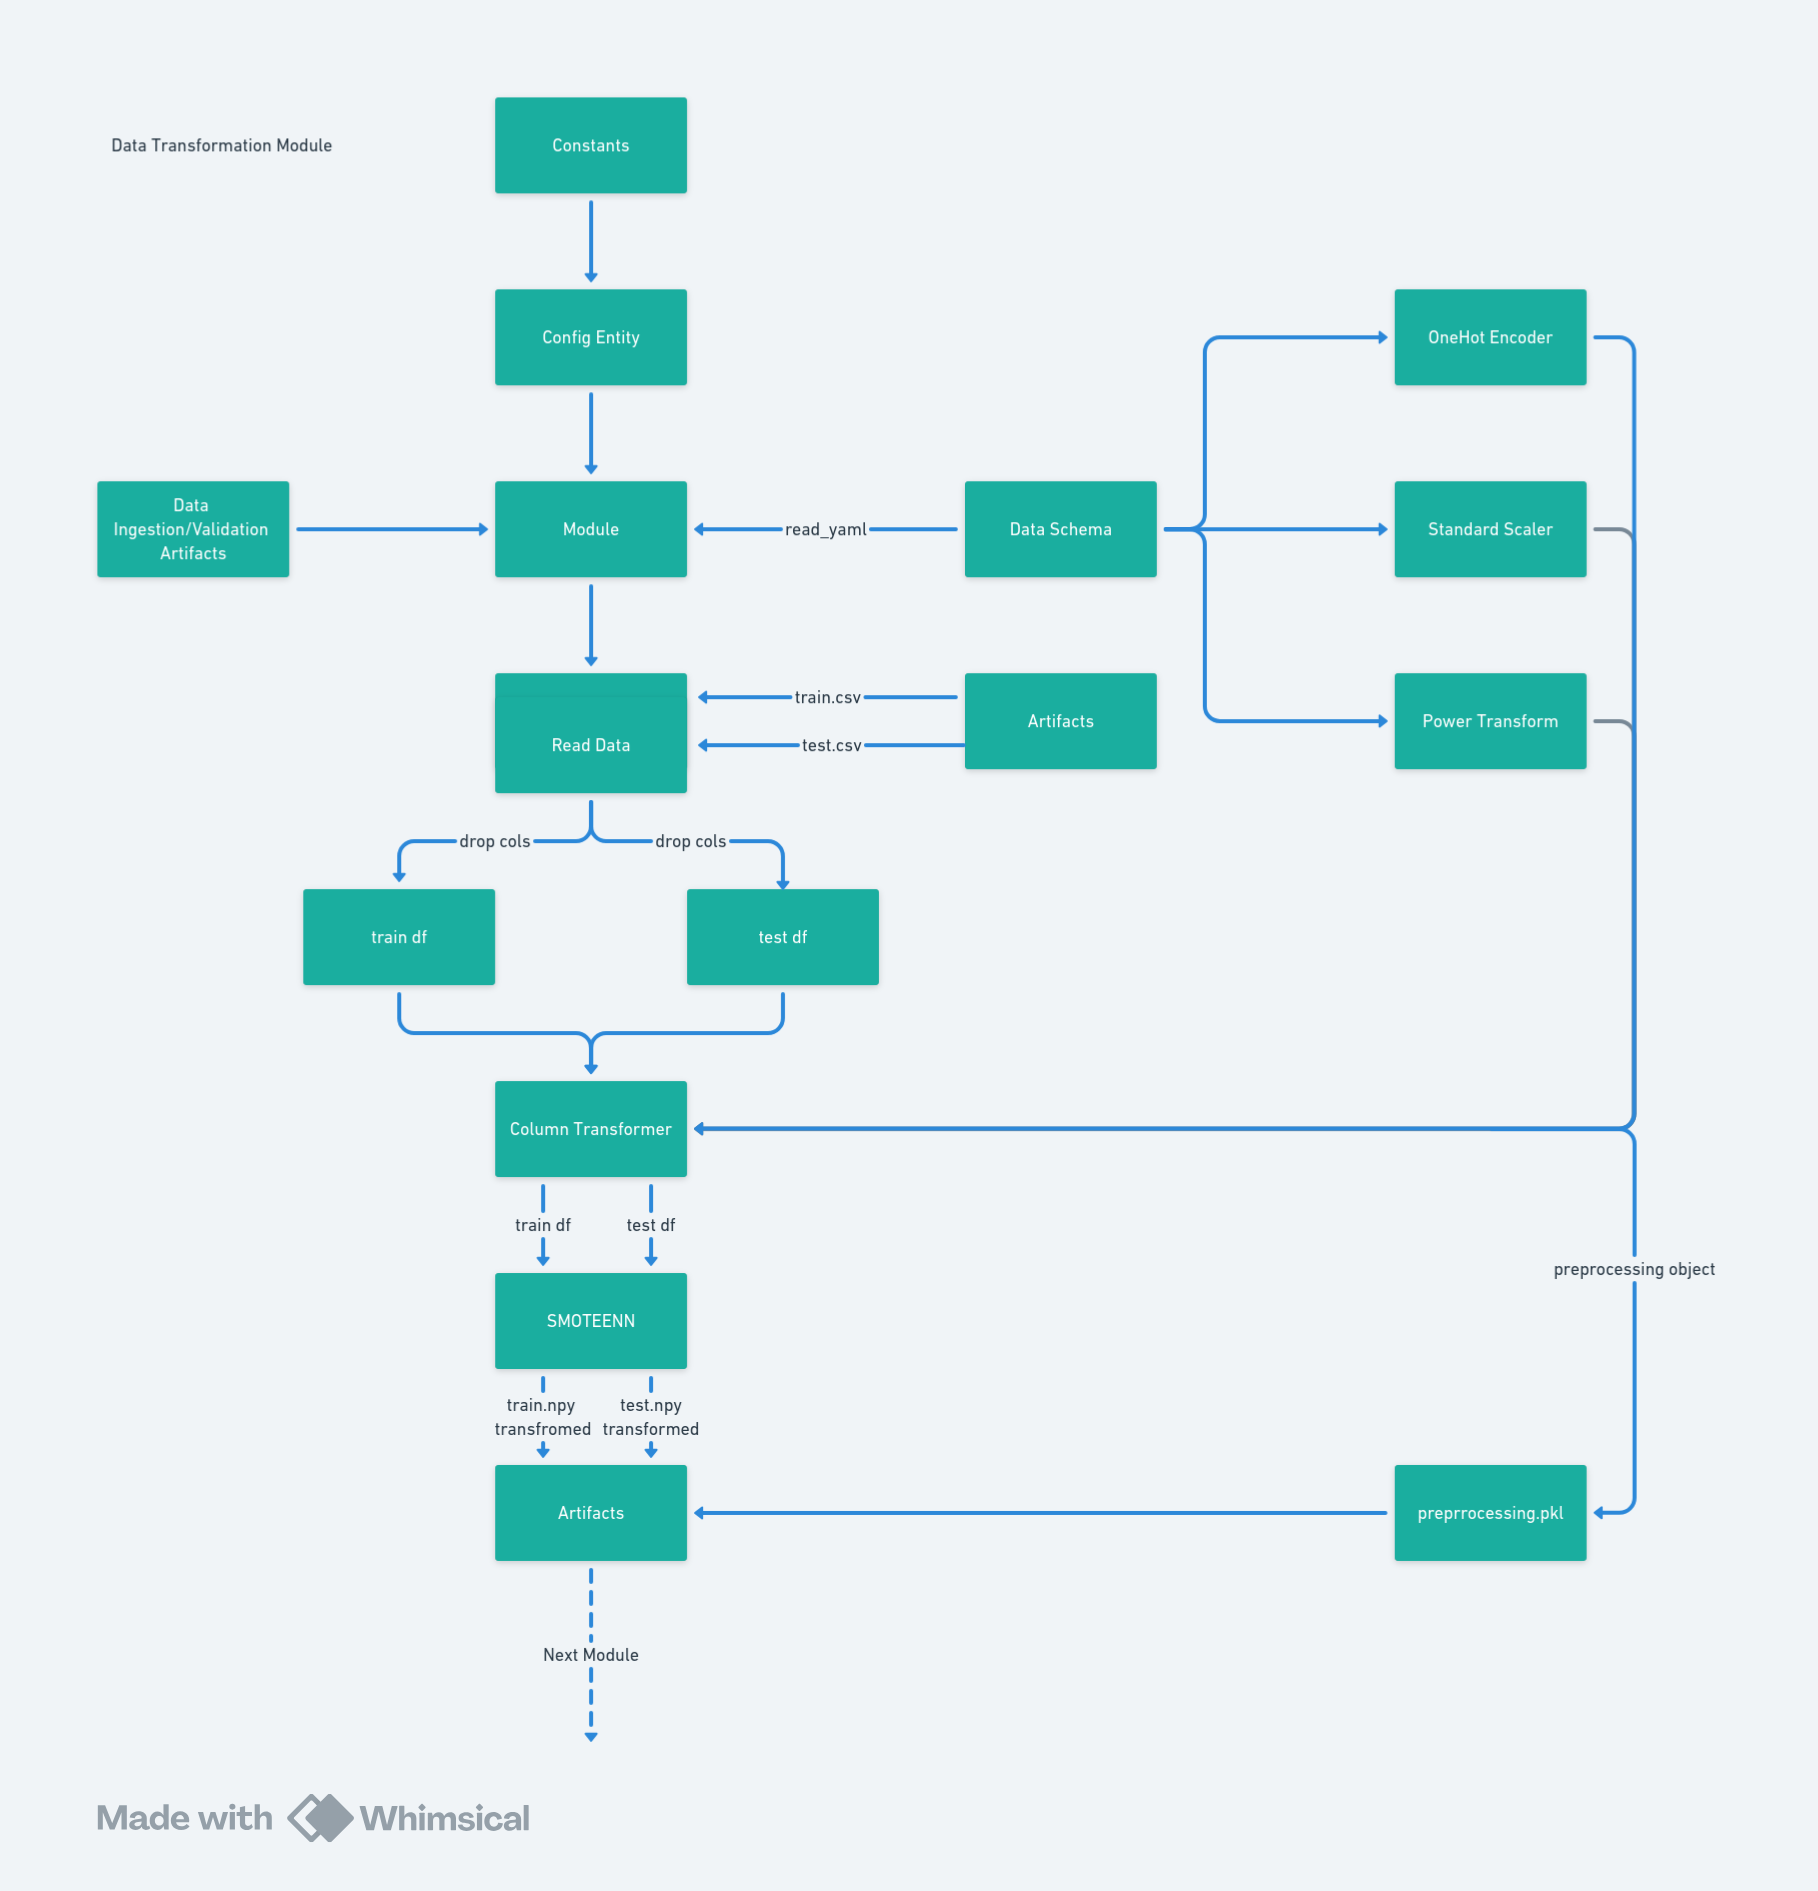 Data Transformation Module
Constants
Config Entity
OneHot Encoder
Data
Ingestion/Validation
Artifacts
Module
read_yaml
Data Schema
Standard Scaler
train.csv
Artifacts
Power Transform
Read Data
test.csv
drop cols
drop cols
train df
test df
Column Transformer
train df
test df
preprocessing object
SMOTEENN
train.npy
transfromed
test.npy
transformed
Artifacts
preprrocessing.pkl
Next Module
Made with Whimsical